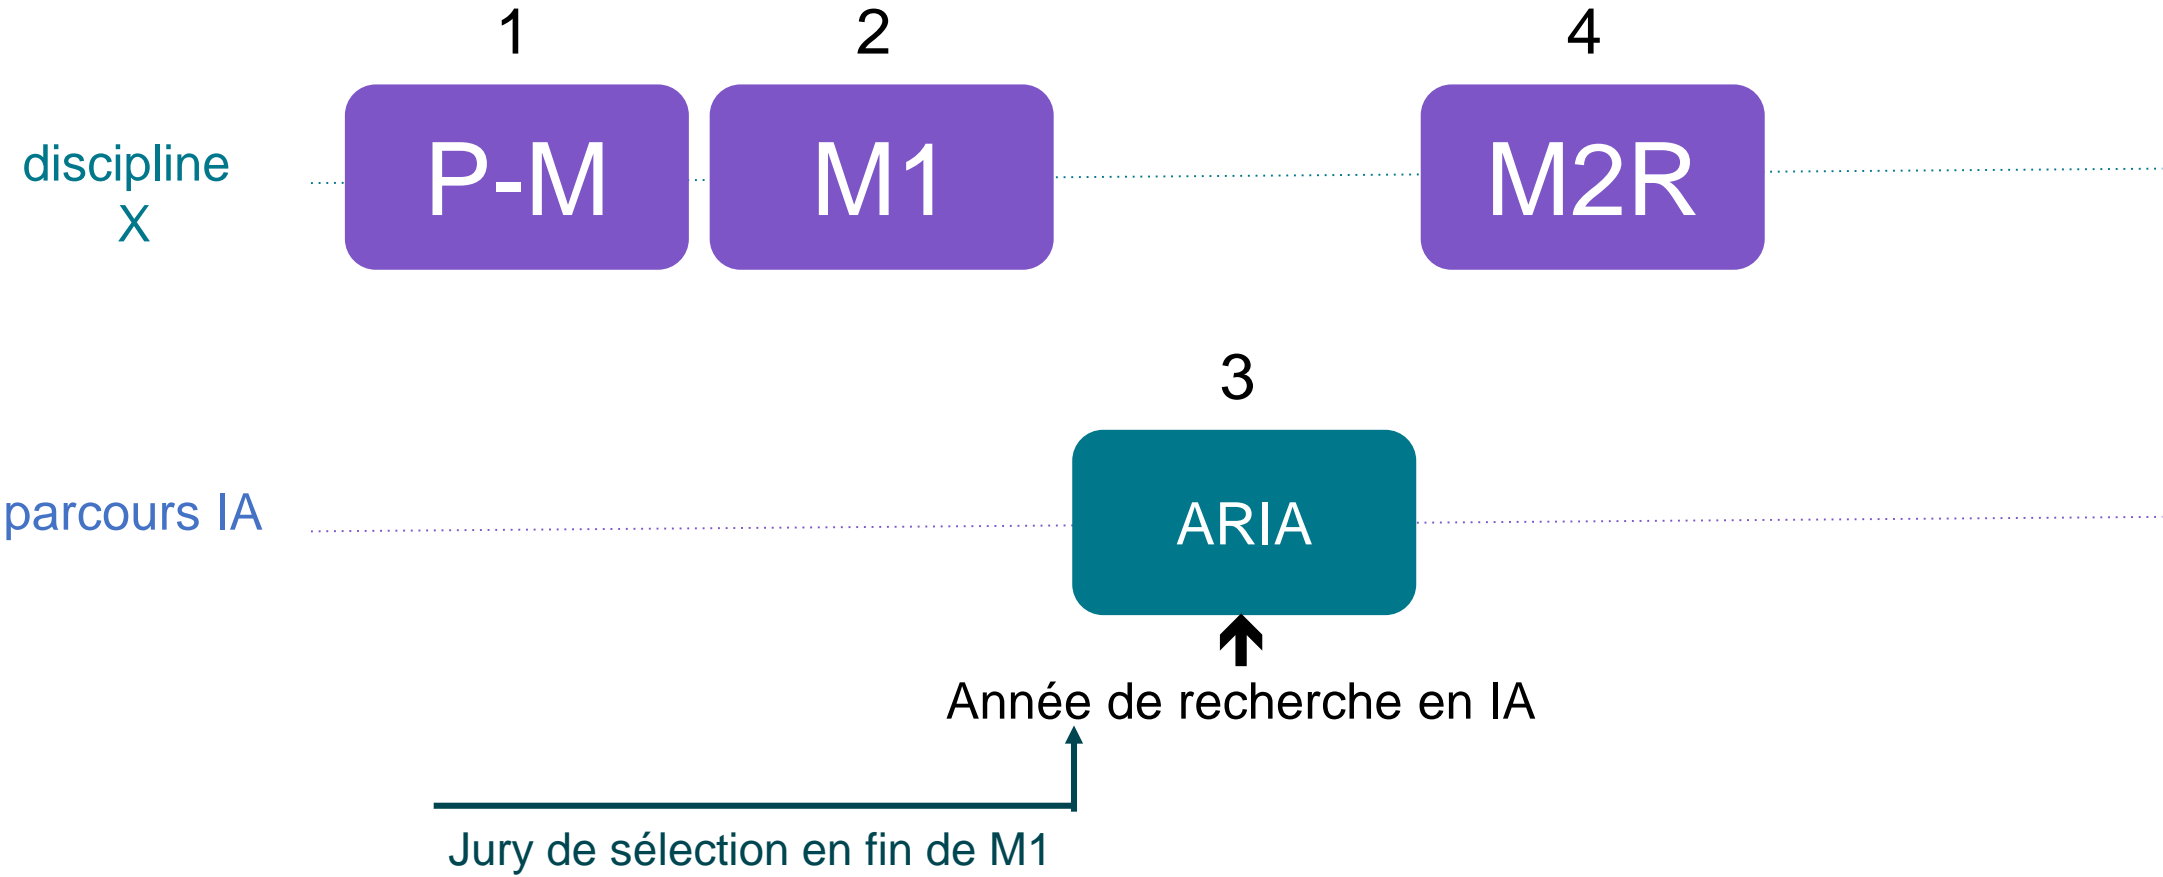 1
2
4
discipline
X
P-M
M1
M2R
3
parcours IA
ARIA
Année de recherche en IA
Jury de sélection en fin de M1